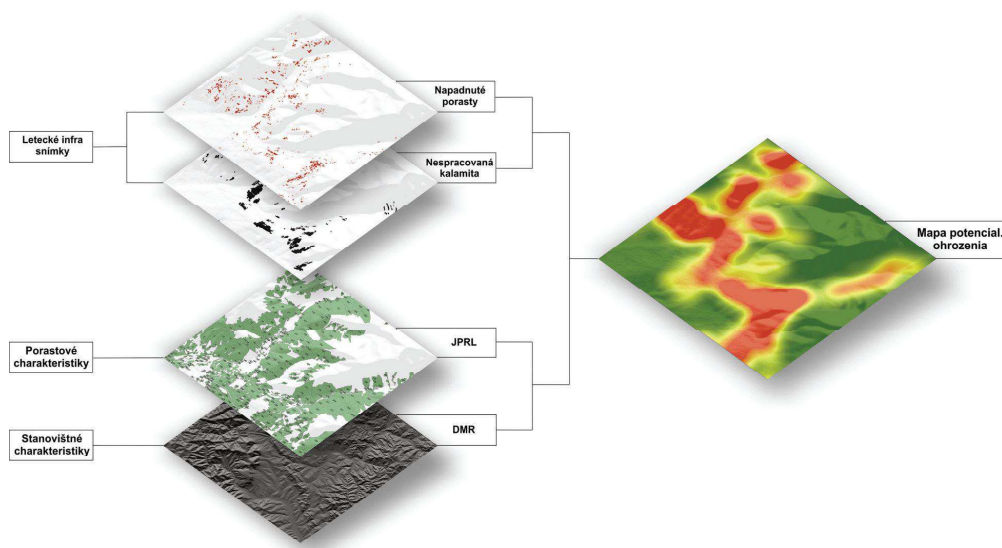 Napadnuté
porasty
Letecké infra
snímky
Nespracovaná
kalamita
Mapa potencial.
ohrozenia
Porastové
charakteristiky
JPRL
Stanovištné
charakteristiky
DMR